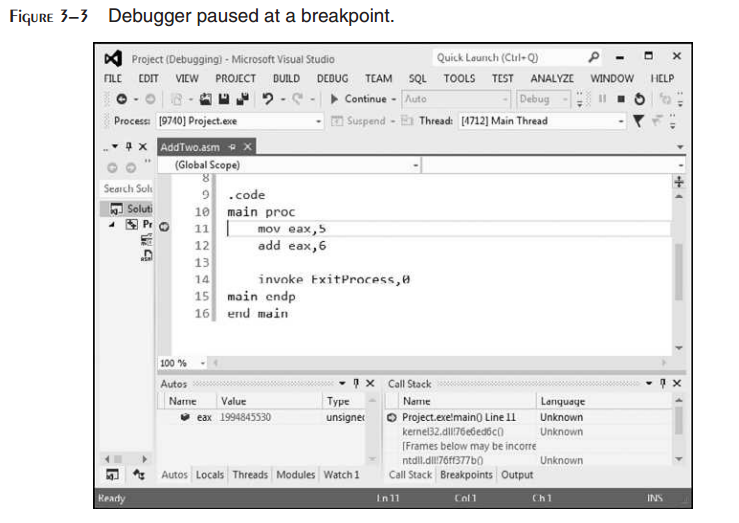 FIGURE 3–3 Debugger paused at a breakpoint.
Project (Debugging) - Microsoft Visual Studio
Quick Launch (Ctrl+Q)
FILE EDIT VIEW PROJECT BUILD DEBUG TEAM SQL TOOLS TEST ANALYZE WINDOW HELP
Continue Auto Debug
Process: [9740] Project.exe Suspend Thread: [4712] Main Thread
AddTwo.asm
(Global Scope)
Search Solu
Soluti
Pr
8
9 .code
10 main proc
11 mov eax,5
12 add eax,6
13
14 invoke ExitProcess,0
15 main endp
16 end main
100 %
Autos
Name Value Type
eax 1994845530 unsignec
Autos Locals Threads Modules Watch 1
Call Stack
Name Language
Project.exe!main() Line 11 Unknown
kernel32.dll!76e6ed6c() Unknown
[Frames below may be incorre
ntdll.dll!76ff377b() Unknown
Call Stack Breakpoints Output
Ready Ln 11 Col 1 Ch 1 INS